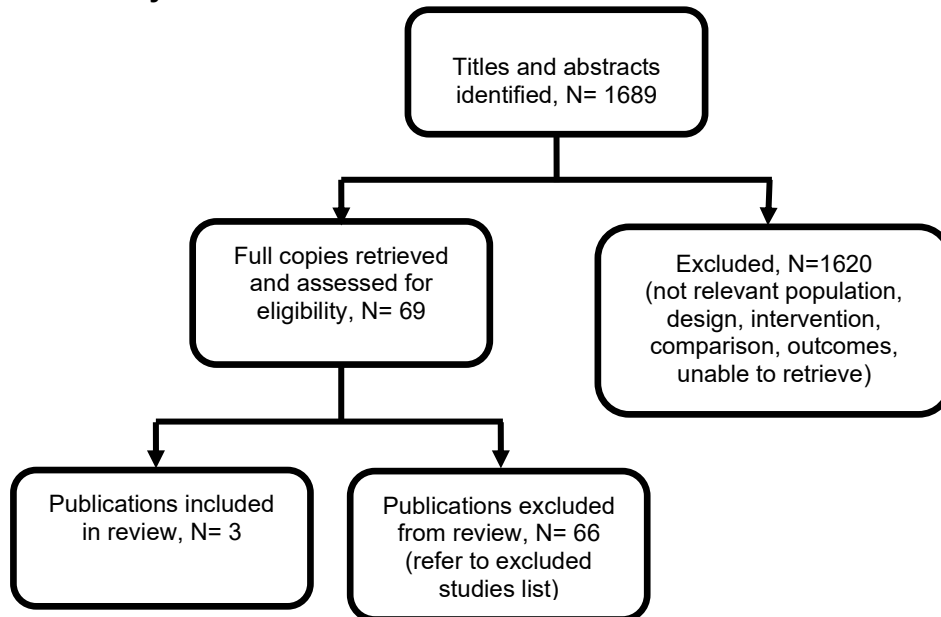 Titles and abstracts
identified, N= 1689
Full copies retrieved
and assessed for
eligibility, N= 69
Excluded, N=1620
(not relevant population,
design, intervention,
comparison, outcomes,
unable to retrieve)
Publications included
in review, N= 3
Publications excluded
from review, N= 66
(refer to excluded
studies list)